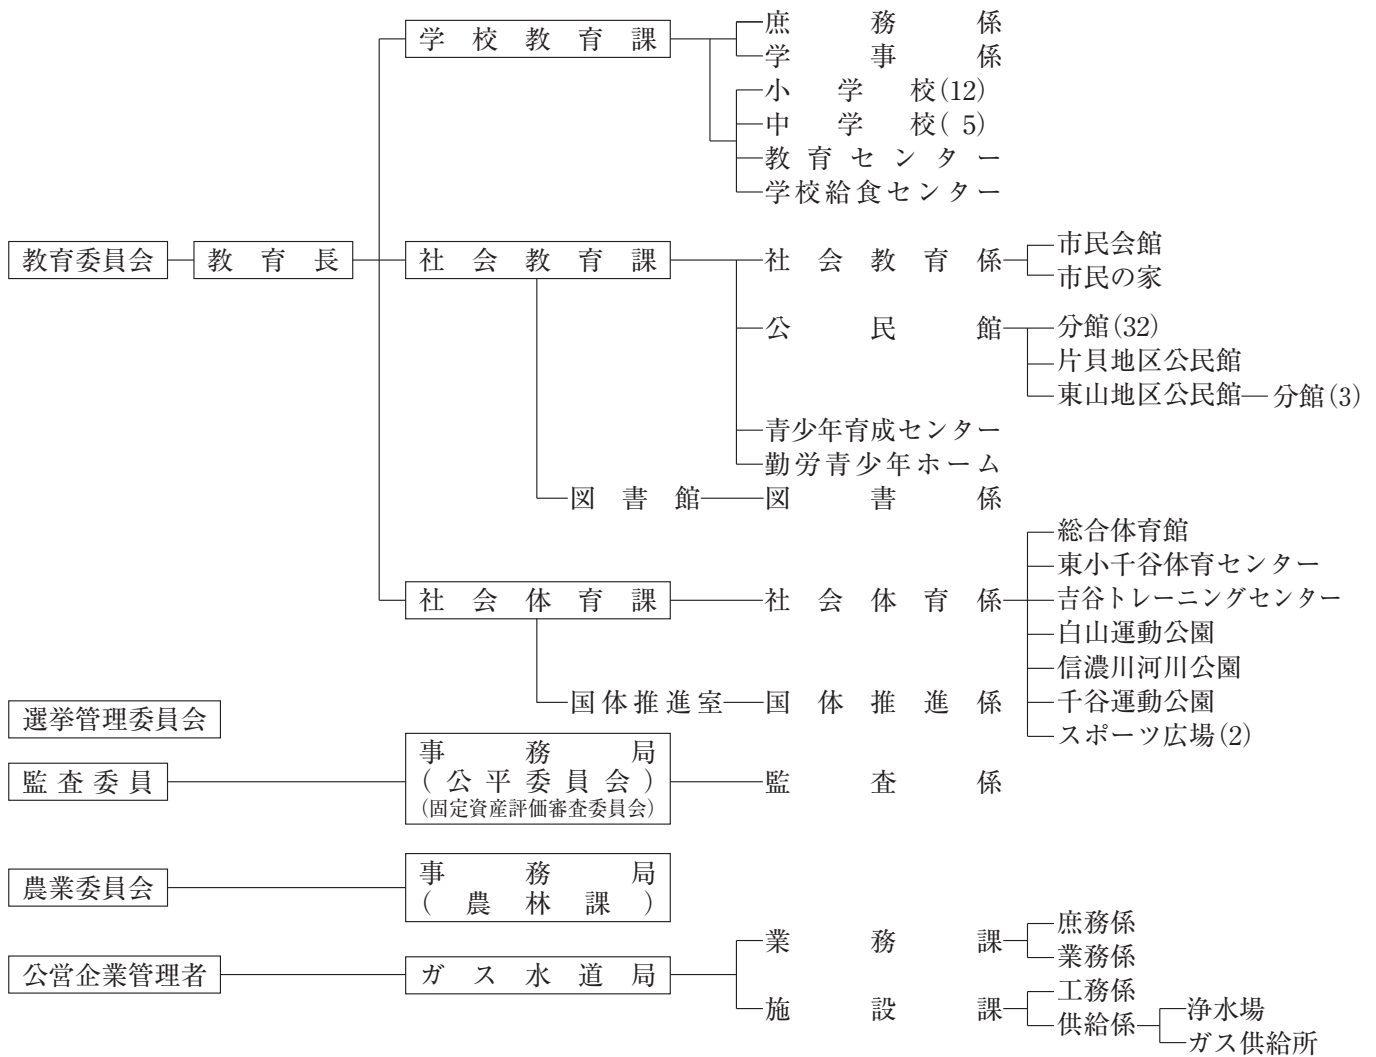 学校教育課
庶務係
学事係
小学校(12)
中学校( 5)
教育センター
学校給食センター
教育委員会
教育長
社会教育課
社会教育係
市民会館
市民の家
公民館
分館(32)
片貝地区公民館
東山地区公民館
分館(3)
青少年育成センター
勤労青少年ホーム
図書館
図書係
社会体育課
社会体育係
総合体育館
東小千谷体育センター
吉谷トレーニングセンター
白山運動公園
信濃川河川公園
千谷運動公園
スポーツ広場(2)
国体推進室
国体推進係
選挙管理委員会
監査委員
事務局
(公平委員会)
(固定資産評価審査委員会)
監査係
農業委員会
事務局
(農林課)
公営企業管理者
ガス水道局
業務課
庶務係
業務係
施設課
工務係
供給係
浄水場
ガス供給所